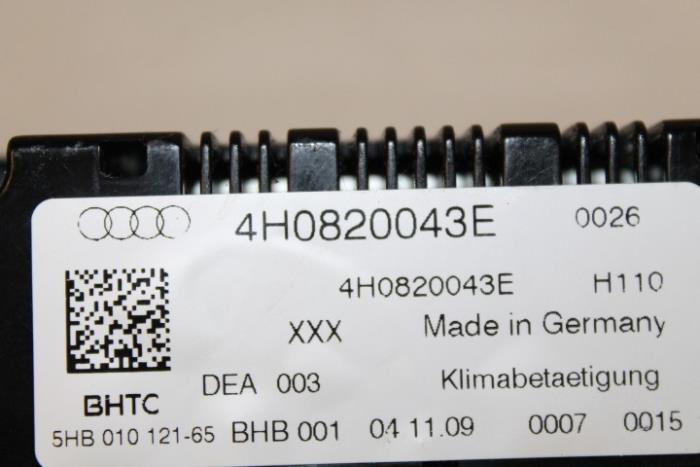 4H0820043E 0026
4H0820043E H110
XXX Made in Germany
DEA 003 Klimabetaetigung
BHTC
5HB 010 121-65 BHB 001 04 11.09 0007 0015